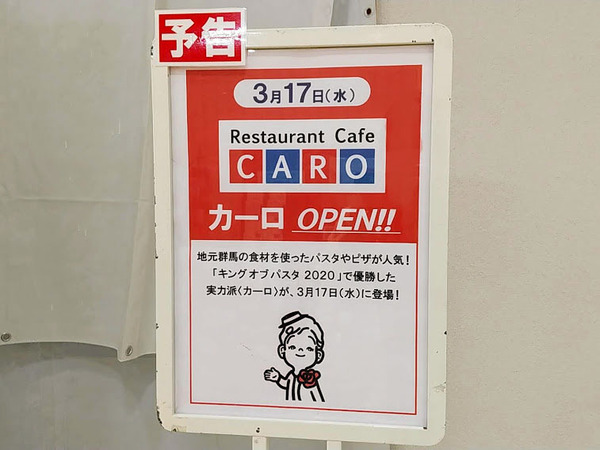 予告
3月17日(水)
Restaurant Cafe
CARO
カーロ OPEN!!
地元群馬の食材を使ったパスタやピザが人気!
「キングオブパスタ 2020」で優勝した
実力派〈カーロ〉が、3月17日(水)に登場!